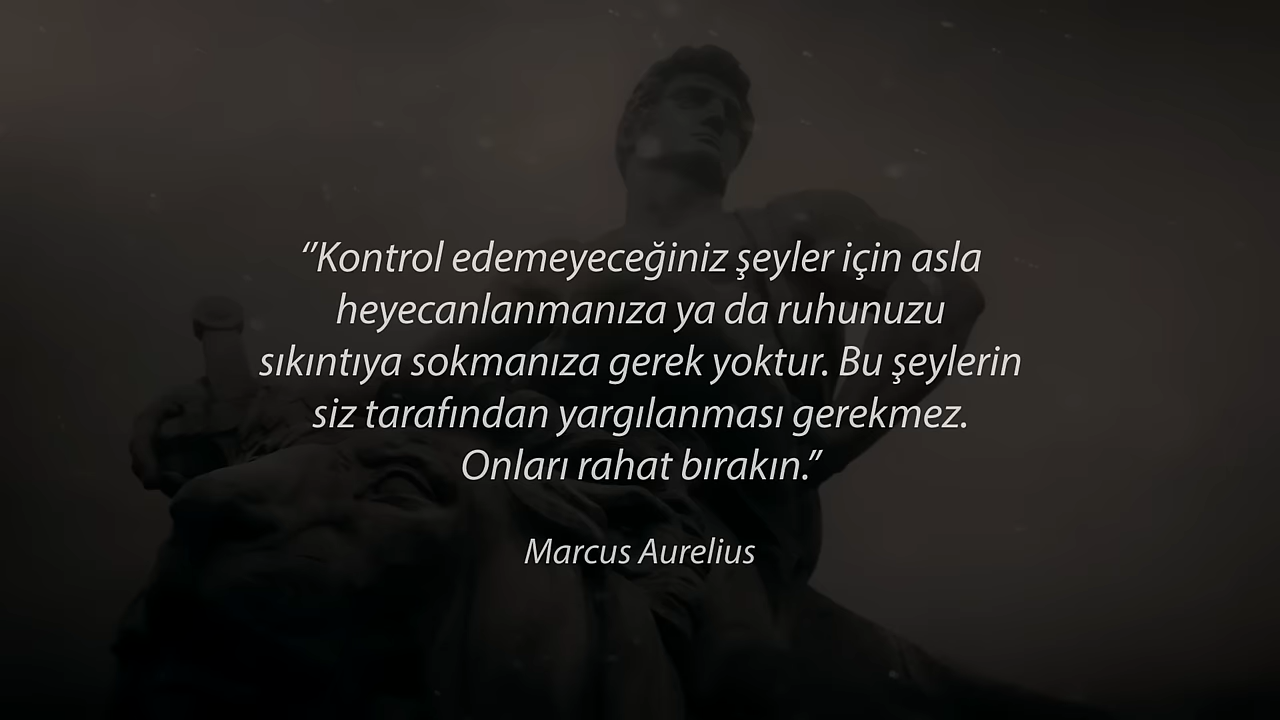 “Kontrol edemeyeceğiniz şeyler için asla
heyecanlanmanıza ya da ruhunuzu
sıkıntıya sokmanıza gerek yoktur. Bu şeylerin
siz tarafından yargılanması gerekmez.
Onları rahat bırakın.”
Marcus Aurelius